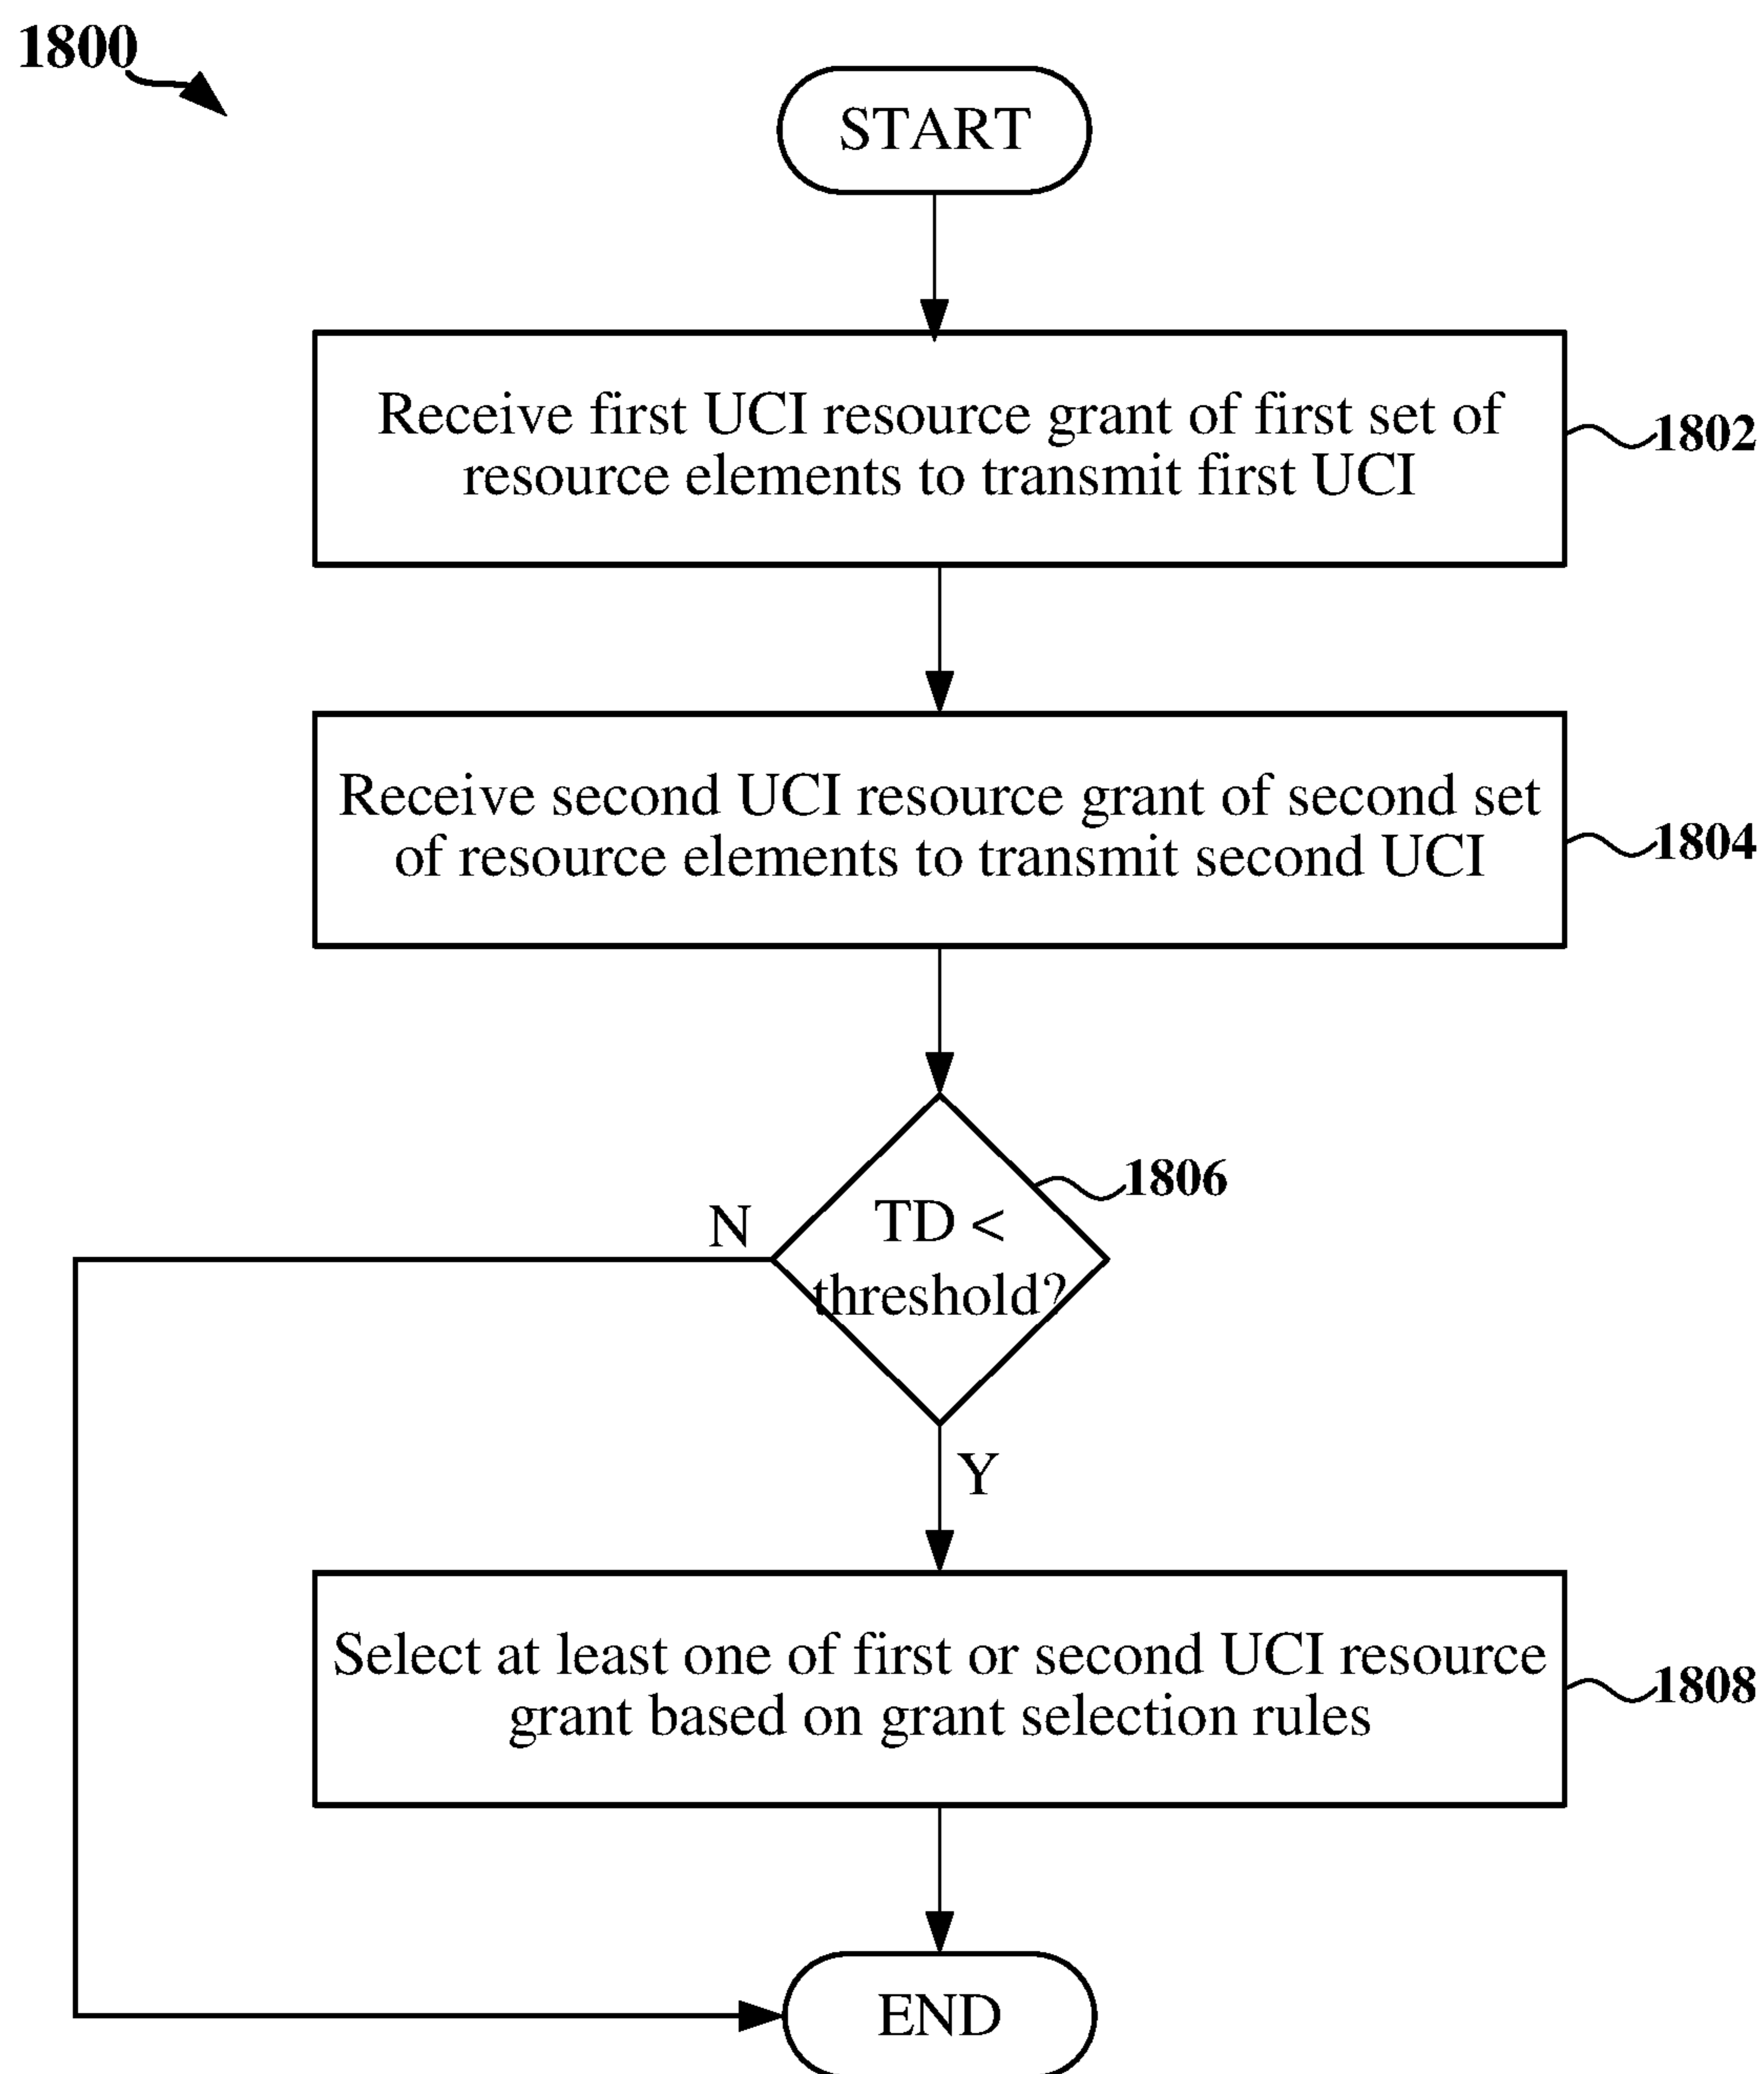 1800
START
Receive first UCI resource grant of first set of
resource elements to transmit first UCI
1802
Receive second UCI resource grant of second set
of resource elements to transmit second UCI
1804
1806
N
TD <
threshold?
Y
Select at least one of first or second UCI resource
grant based on grant selection rules
1808
END